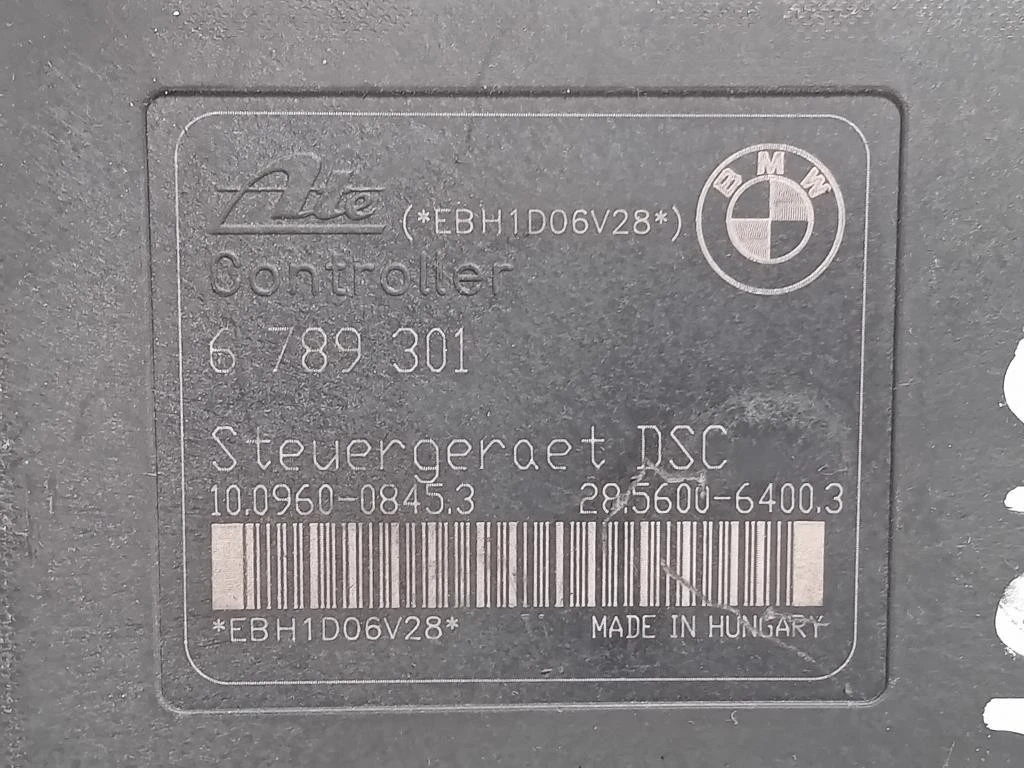 Ate (*EBH1D06V28*)
BMW
Controller
6 789 301
Steuergeraet DSC
10.0960-0845.3 28.5600-6400.3
*EBH1D06V28* MADE IN HUNGARY